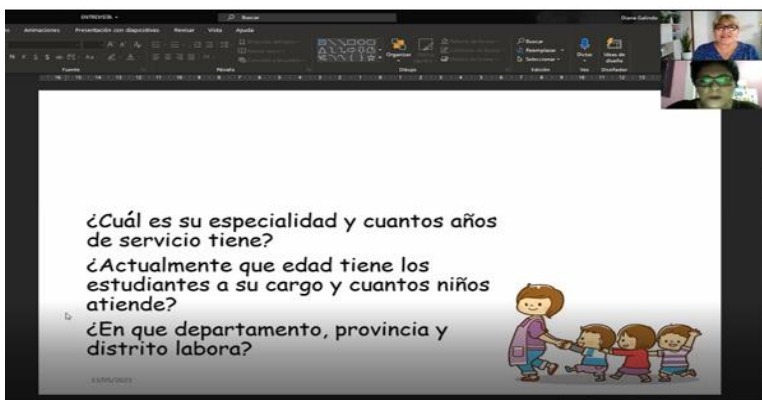 ENTREVISTA
Buscar
Diana Galindo
Animaciones Presentación con diapositivas Revisar Vista Ayuda
Organizar
Buscar
Reemplazar
Seleccionar
Dictar
Ideas de
diseño
Fuente Párrafo Dibujo Edición Voz Diseñador
¿Cuál es su especialidad y cuantos años
de servicio tiene?
¿Actualmente que edad tiene los
estudiantes a su cargo y cuantos niños
atiende?
¿En que departamento, provincia y
distrito labora?